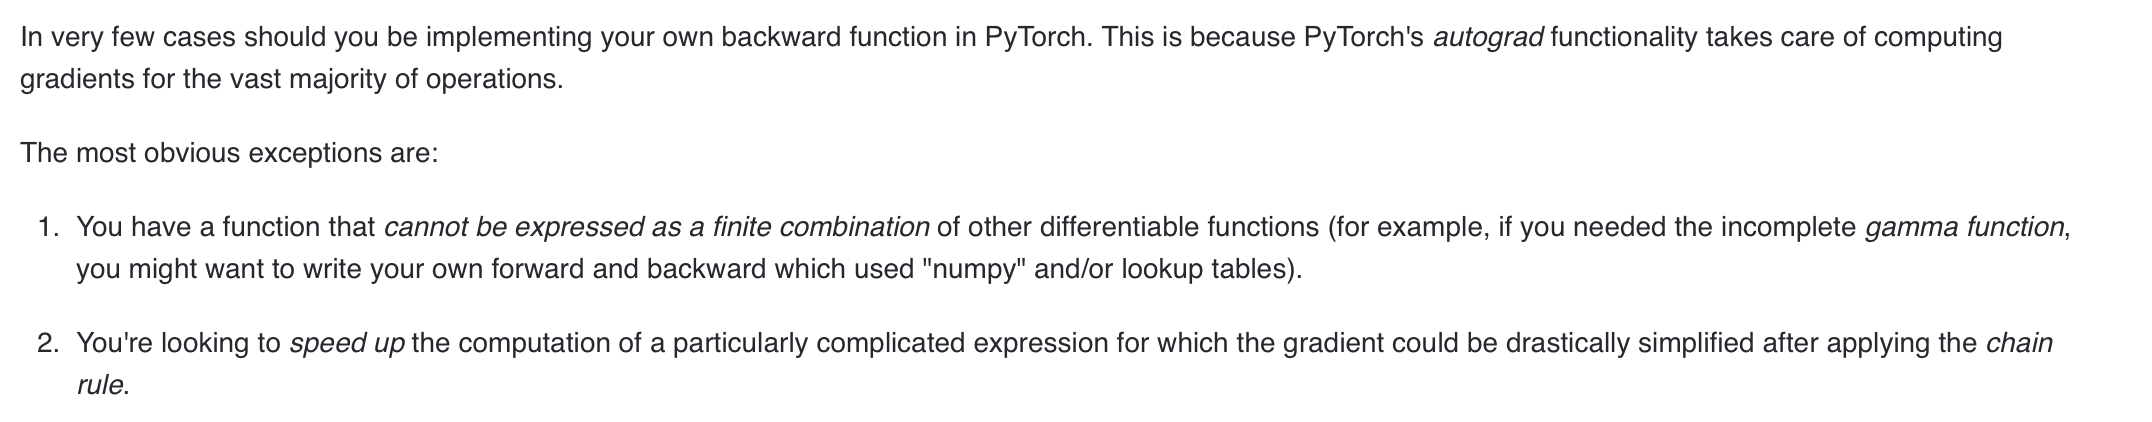 In very few cases should you be implementing your own backward function in PyTorch. This is because PyTorch's autograd functionality takes care of computing
gradients for the vast majority of operations.
The most obvious exceptions are:
1. You have a function that cannot be expressed as a finite combination of other differentiable functions (for example, if you needed the incomplete gamma function,
you might want to write your own forward and backward which used "numpy" and/or lookup tables).
2. You're looking to speed up the computation of a particularly complicated expression for which the gradient could be drastically simplified after applying the chain
rule.